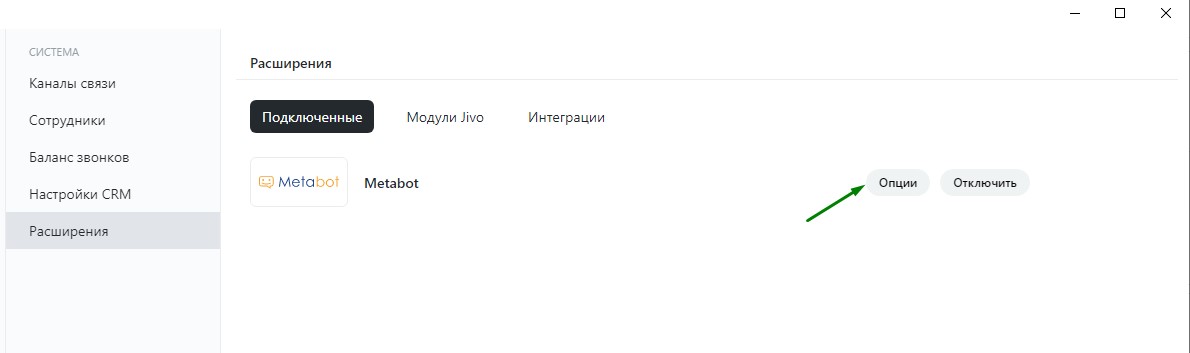 СИСТЕМА
Каналы связи
Сотрудники
Баланс звонков
Настройки CRM
Расширения
Расширения
Подключенные Модули Jivo Интеграции
Metabot Metabot Опции Отключить